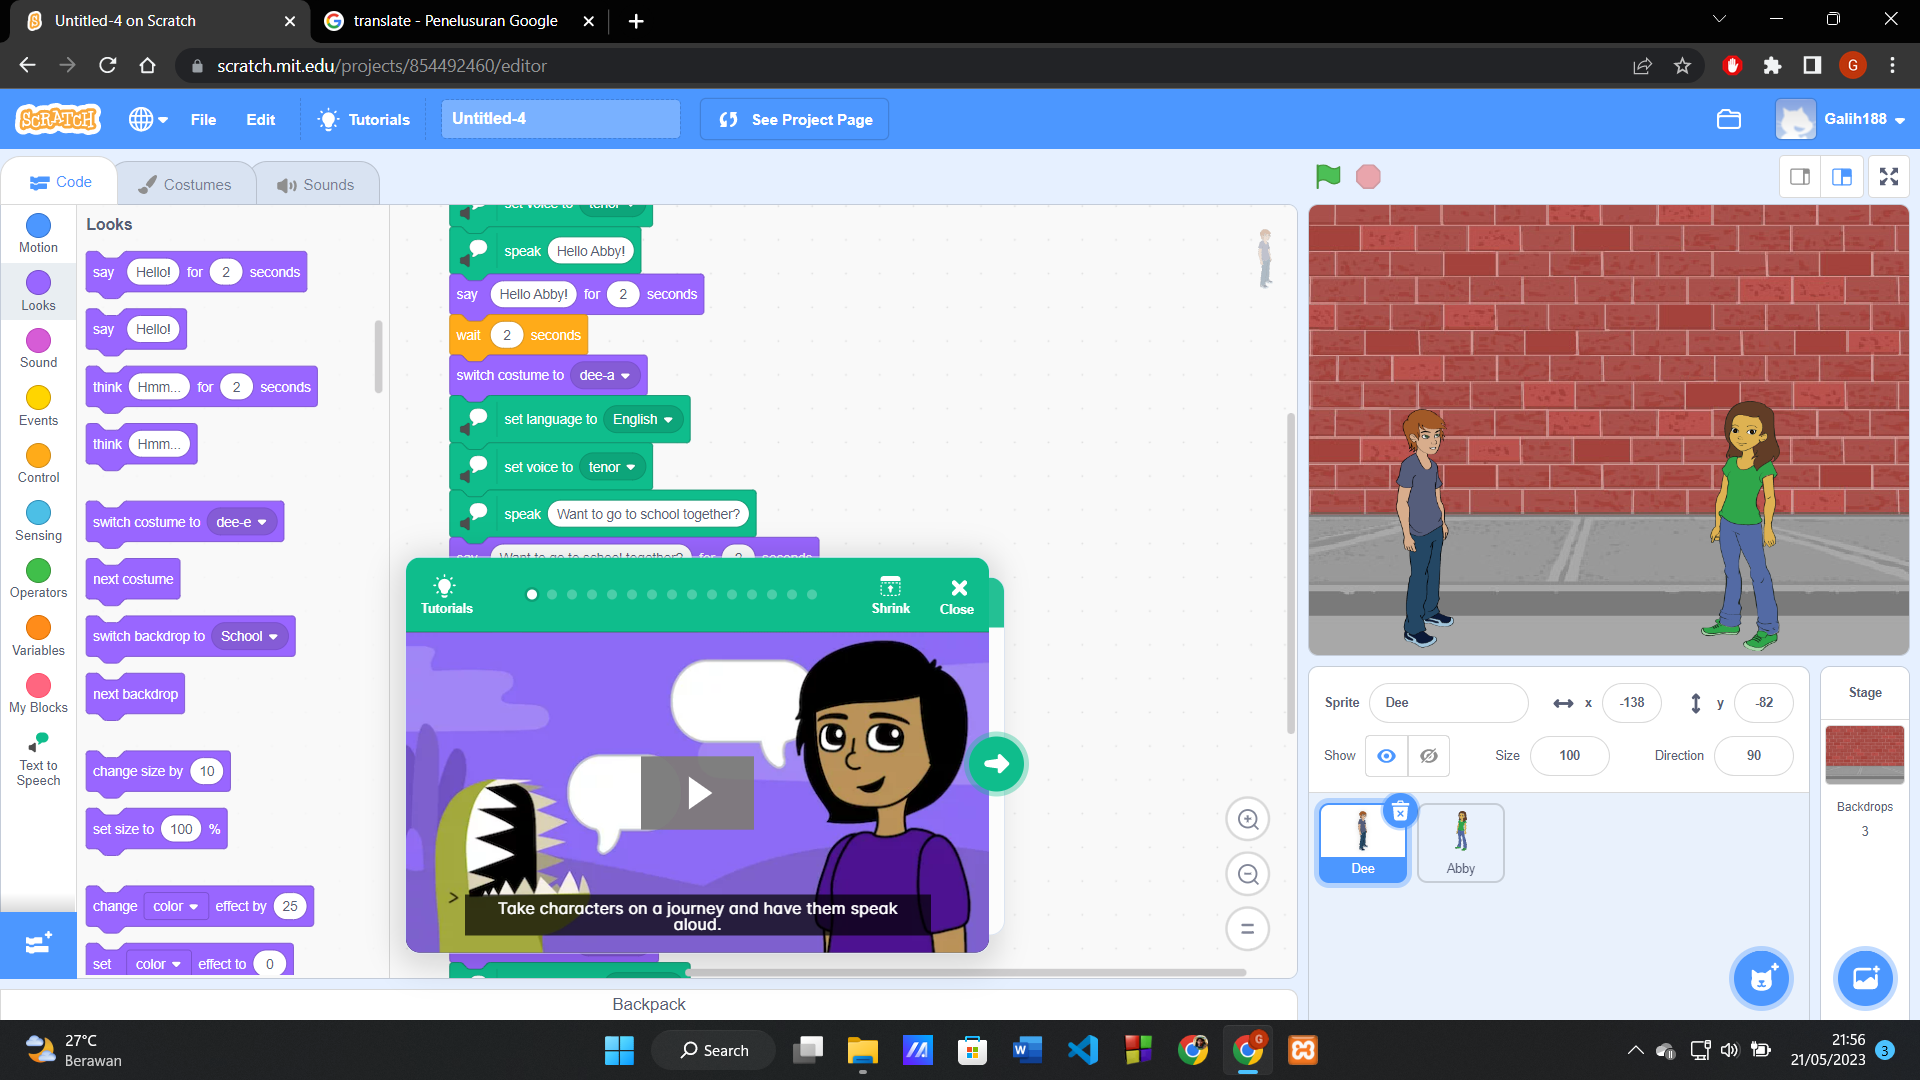 Untitled-4 on Scratch
translate - Penelusuran Google
scratch.mit.edu/projects/854492460/editor
G
SCRATCH
File
Edit
Tutorials
Untitled-4
See Project Page
Galih188
Code
Costumes
Sounds
Motion
Looks
Sound
Events
Control
Sensing
Operators
Variables
My Blocks
Text to
Speech
Looks
say Hello! for 2 seconds
say Hello!
think Hmm... for 2 seconds
think Hmm...
switch costume to dee-e
next costume
switch backdrop to School
next backdrop
change size by 10
set size to 100 %
change color effect by 25
set color effect to 0
set voice to tenor
speak Hello Abby!
say Hello Abby! for 2 seconds
wait 2 seconds
switch costume to dee-a
set language to English
set voice to tenor
speak Want to go to school together?
say Want to go to school together? for 2 seconds
Tutorials
Shrink
Close
>
Take characters on a journey and have them speak
aloud.
Backpack
Sprite Dee x -138 y -82
Show Size 100 Direction 90
Dee
Abby
Stage
Backdrops
3
27°C
Berawan
Search
G
21:56
21/05/2023
3